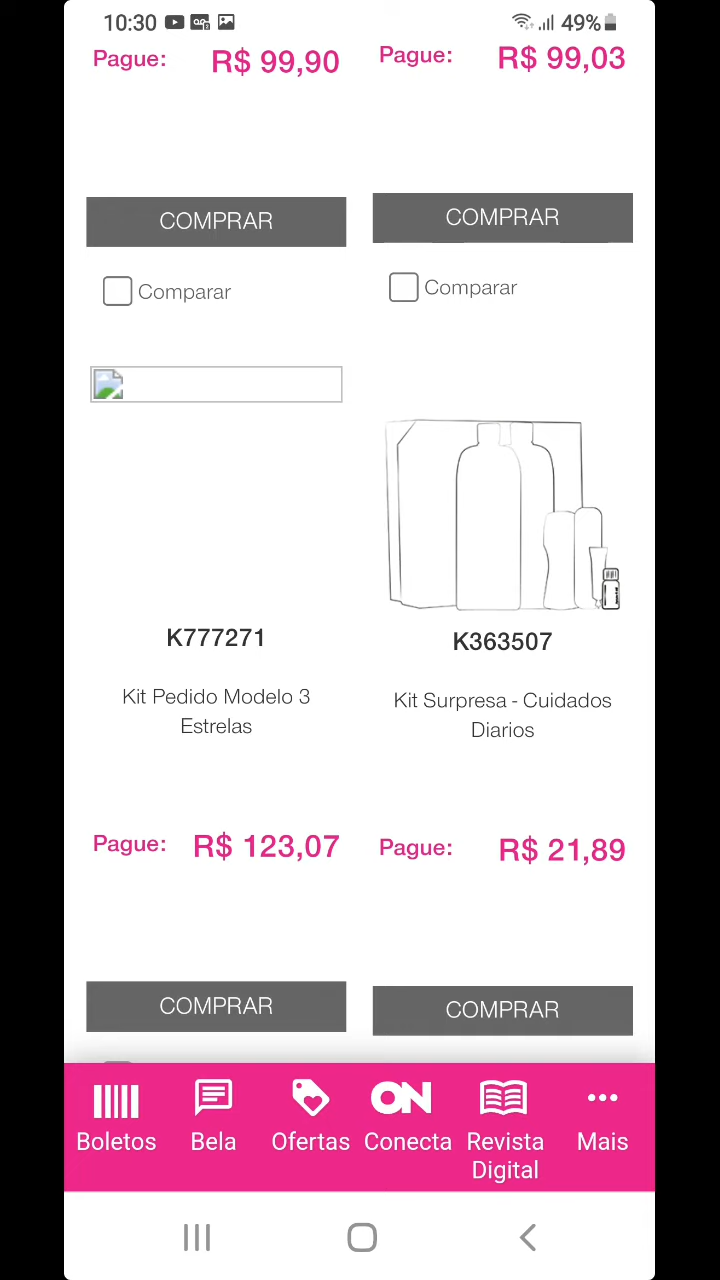 10:30
49%
Pague: R$ 99,90
Pague: R$ 99,03
COMPRAR
COMPRAR
Comparar
Comparar
K777271
Kit Pedido Modelo 3
Estrelas
K363507
Kit Surpresa - Cuidados
Diarios
Pague: R$ 123,07
Pague: R$ 21,89
COMPRAR
COMPRAR
Boletos
Bela
Ofertas
ON
Conecta
Revista
Digital
Mais